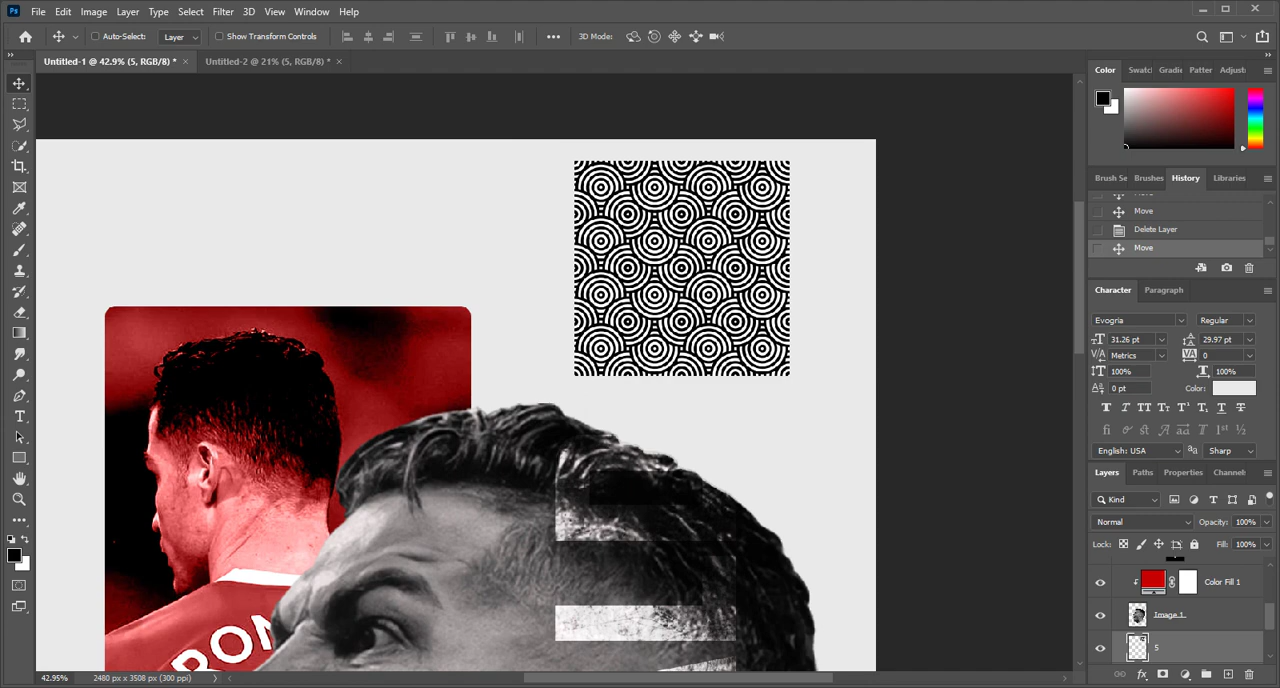 File Edit Image Layer Type Select Filter 3D View Window Help
Auto-Select: Layer Show Transform Controls 3D Mode:
Untitled-1 @ 42.9% (5, RGB/8) * Untitled-2 @ 21% (5, RGB/8) *
Color Swatc Gradi Patter Adjust
Brush Se Brushes History Libraries
Move
Delete Layer
Move
Character Paragraph
Evogria Regular
31.26 pt 29.97 pt
Metrics 0
100% 100%
0 pt Color:
English: USA Sharp
Layers Paths Properties Channel
Kind
Normal Opacity: 100%
Lock: Fill: 100%
Color Fill 1
Image 1
5
RON
42.95% 2480 px x 3508 px (300 ppi)